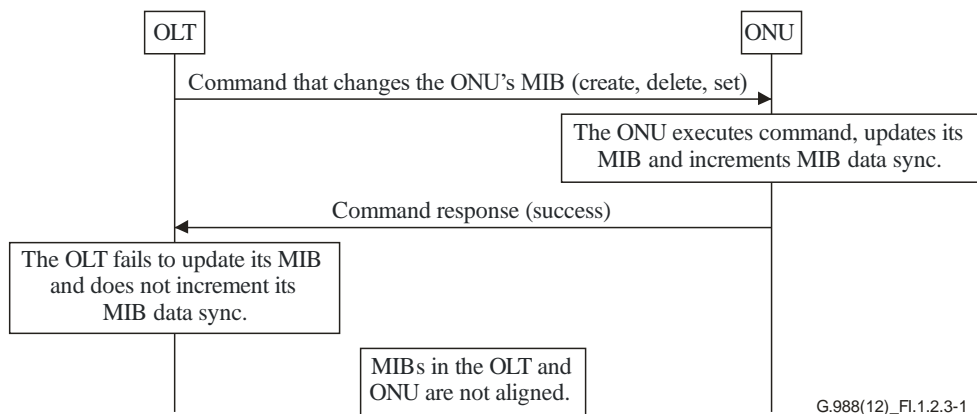 OLT
ONU
Command that changes the ONU's MIB (create, delete, set)
The ONU executes command, updates its
MIB and increments MIB data sync.
Command response (success)
The OLT fails to update its MIB
and does not increment its
MIB data sync.
MIBs in the OLT and
ONU are not aligned.
G.988(12)_FI.1.2.3-1